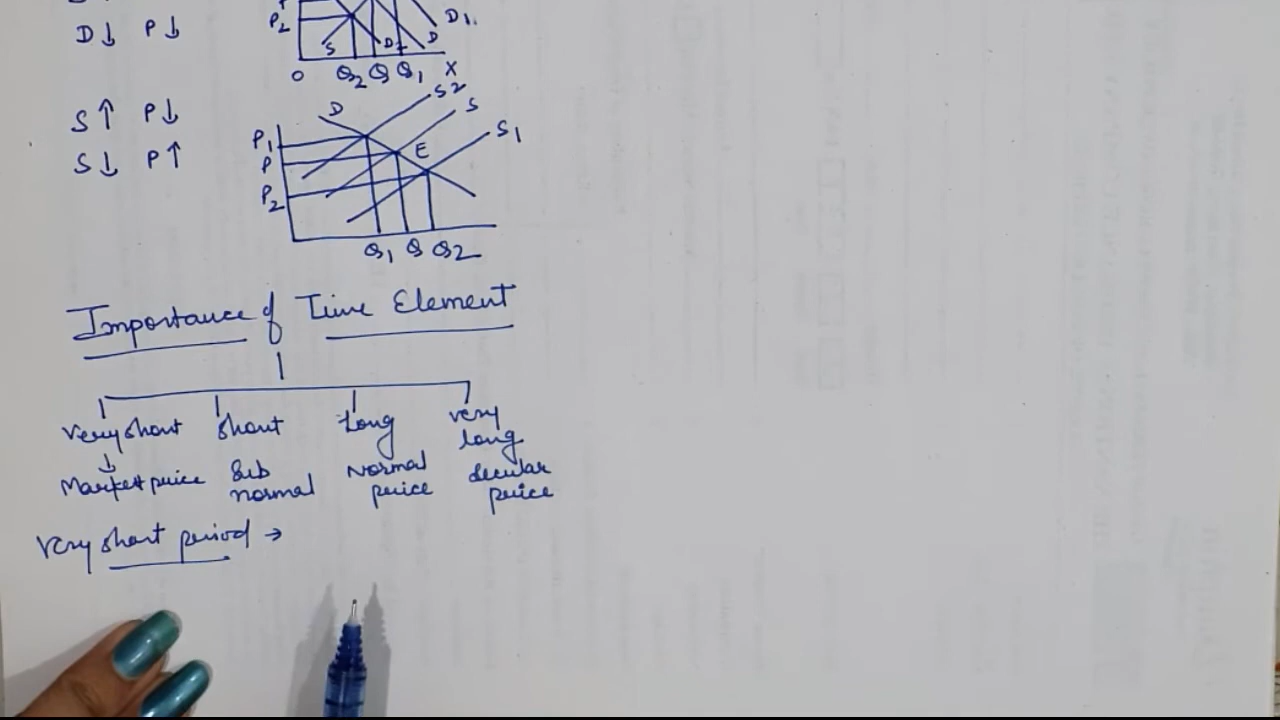 P2 D1.
D↓ P↓ S D2 D
O Q2 Q Q1 X
S↑ P↓ D S2 S
P1 S1
S↓ P↑ P E
P2
Q1 Q Q2
Importance of Time Element
Very short short Long very long
↓
Market price Sub normal Normal price Secular price
Very short period →